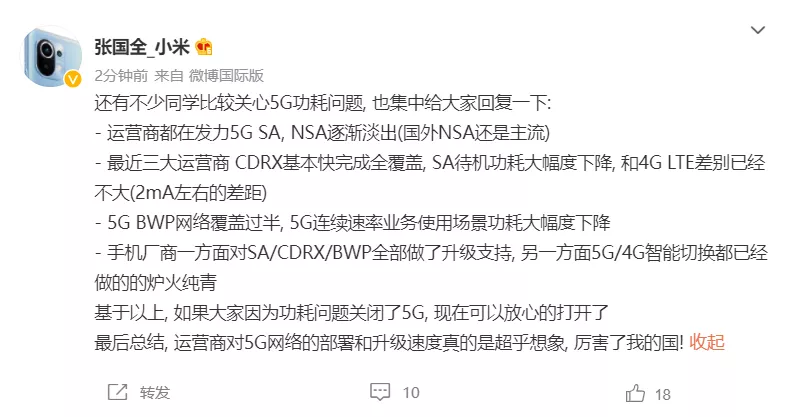 张国全_小米
2分钟前 来自 微博国际版
还有不少同学比较关心5G功耗问题, 也集中给大家回复一下:
- 运营商都在发力5G SA, NSA逐渐淡出(国外NSA还是主流)
- 最近三大运营商 CDRX基本快完成全覆盖, SA待机功耗大幅度下降, 和4G LTE差别已经
不大(2mA左右的差距)
- 5G BWP网络覆盖过半, 5G连续速率业务使用场景功耗大幅度下降
- 手机厂商一方面对SA/CDRX/BWP全部做了升级支持, 另一方面5G/4G智能切换都已经
做的的炉火纯青
基于以上, 如果大家因为功耗问题关闭了5G, 现在可以放心的打开了
最后总结, 运营商对5G网络的部署和升级速度真的是超乎想象, 厉害了我的国! 收起
转发 10 18